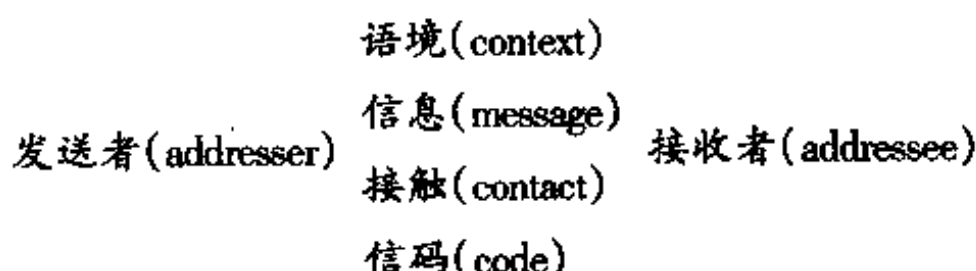 语境(context)
信息(message)
发送者(addresser)
接收者(addressee)
接触(contact)
信码(code)